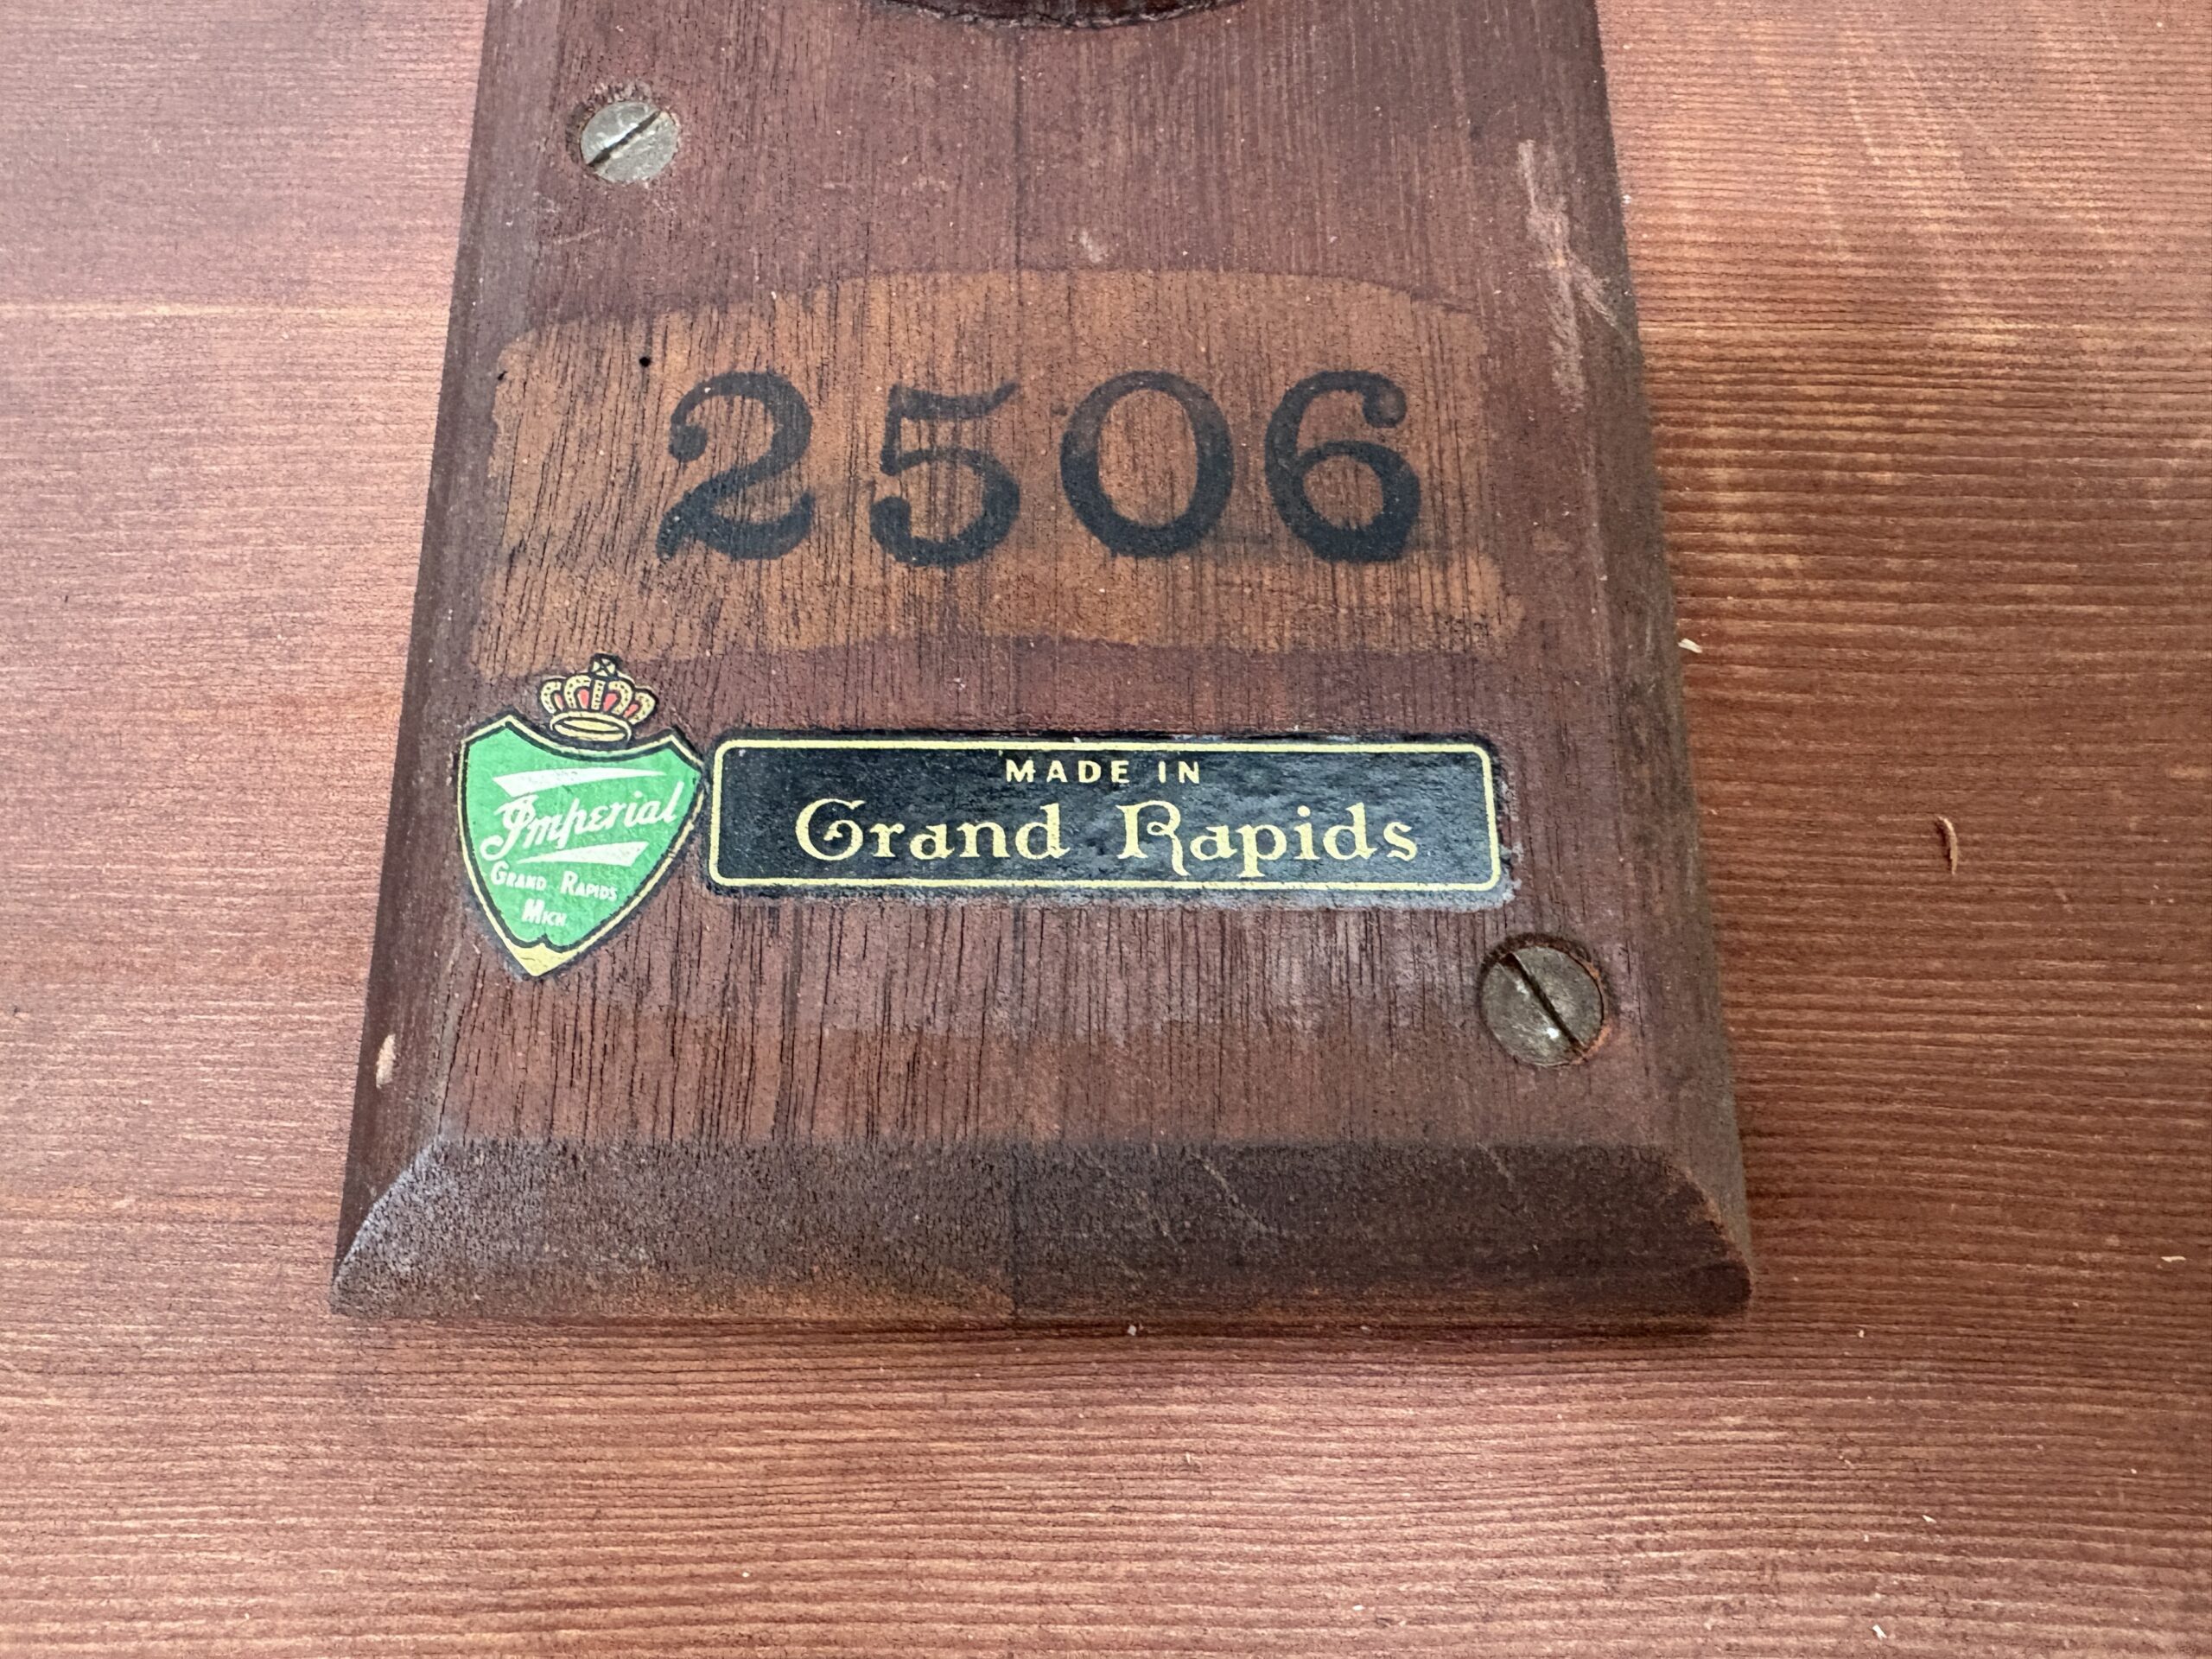 2506
Imperial
GRAND RAPIDS
MICH
MADE IN
Grand Rapids